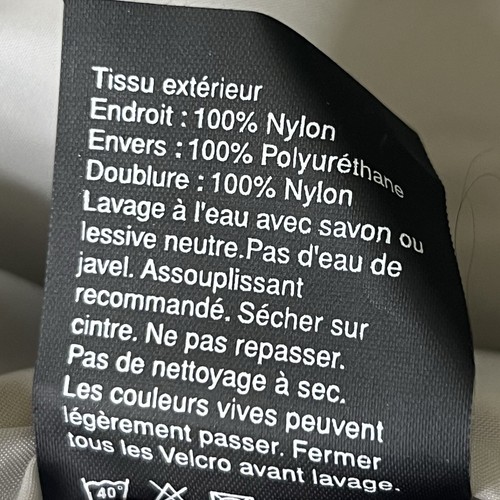 Tissu extérieur
Endroit : 100% Nylon
Envers : 100% Polyuréthane
Doublure : 100% Nylon
Lavage à l'eau avec savon ou
lessive neutre.Pas d'eau de
javel. Assouplissant
recommandé. Sécher sur
cintre. Ne pas repasser.
Pas de nettoyage à sec.
Les couleurs vives peuvent
légèrement passer. Fermer
tous les Velcro avant lavage.
40°